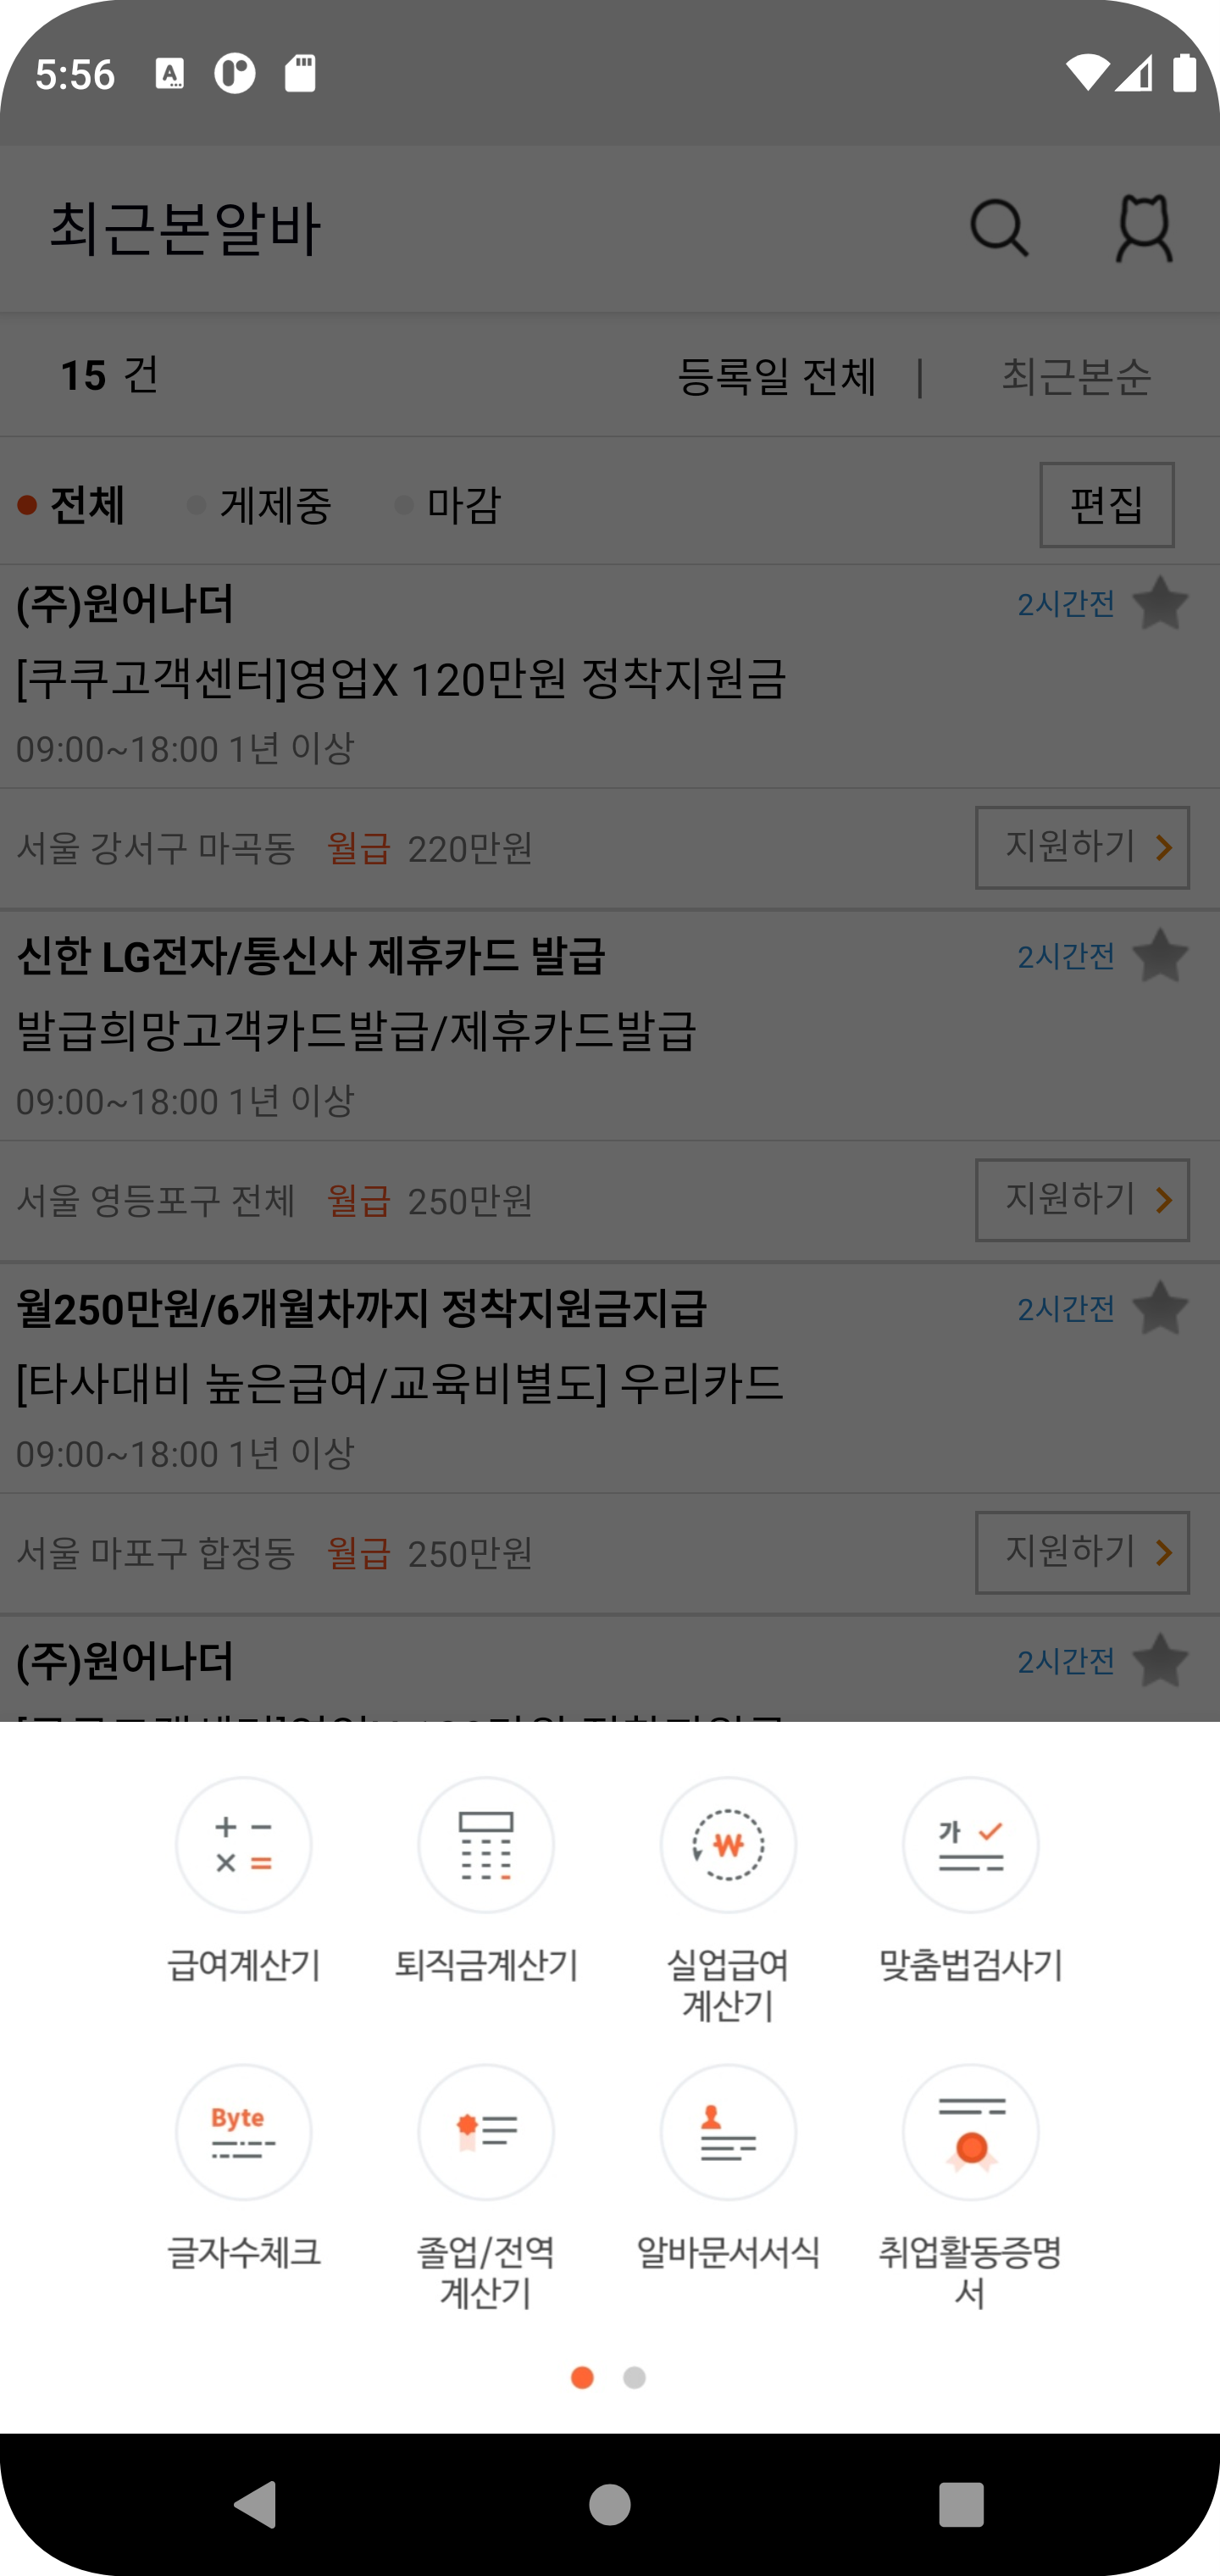 5:56
최근본알바
15 건
등록일 전체 | 최근본순
전체 게제중 마감 편집
(주)원어나더 2시간전
[쿠쿠고객센터]영업X 120만원 정착지원금
09:00~18:00 1년 이상
서울 강서구 마곡동 월급 220만원 지원하기
신한 LG전자/통신사 제휴카드 발급 2시간전
발급희망고객카드발급/제휴카드발급
09:00~18:00 1년 이상
서울 영등포구 전체 월급 250만원 지원하기
월250만원/6개월차까지 정착지원금지급 2시간전
[타사대비 높은급여/교육비별도] 우리카드
09:00~18:00 1년 이상
서울 마포구 합정동 월급 250만원 지원하기
(주)원어나더 2시간전
가
급여계산기 퇴직금계산기 실업급여 맞춤법검사기
계산기
Byte
글자수체크 졸업/전역 알바문서서식 취업활동증명
계산기 서